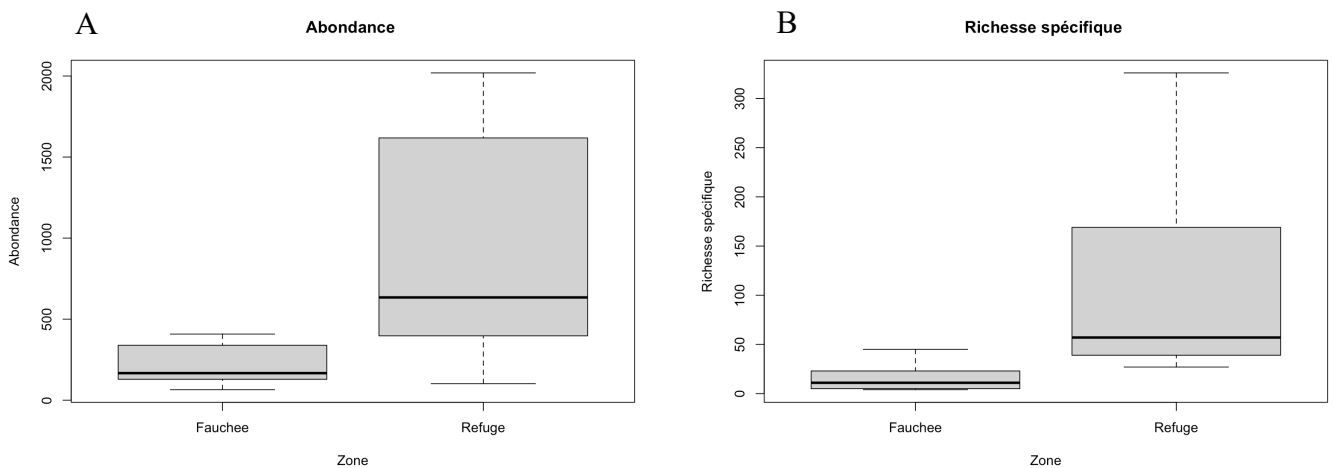 A
Abondance
Abondance
2000
1500
1000
500
0
Fauchee
Refuge
Zone
B
Richesse spécifique
Richesse spécifique
300
250
200
150
100
50
0
Fauchee
Refuge
Zone